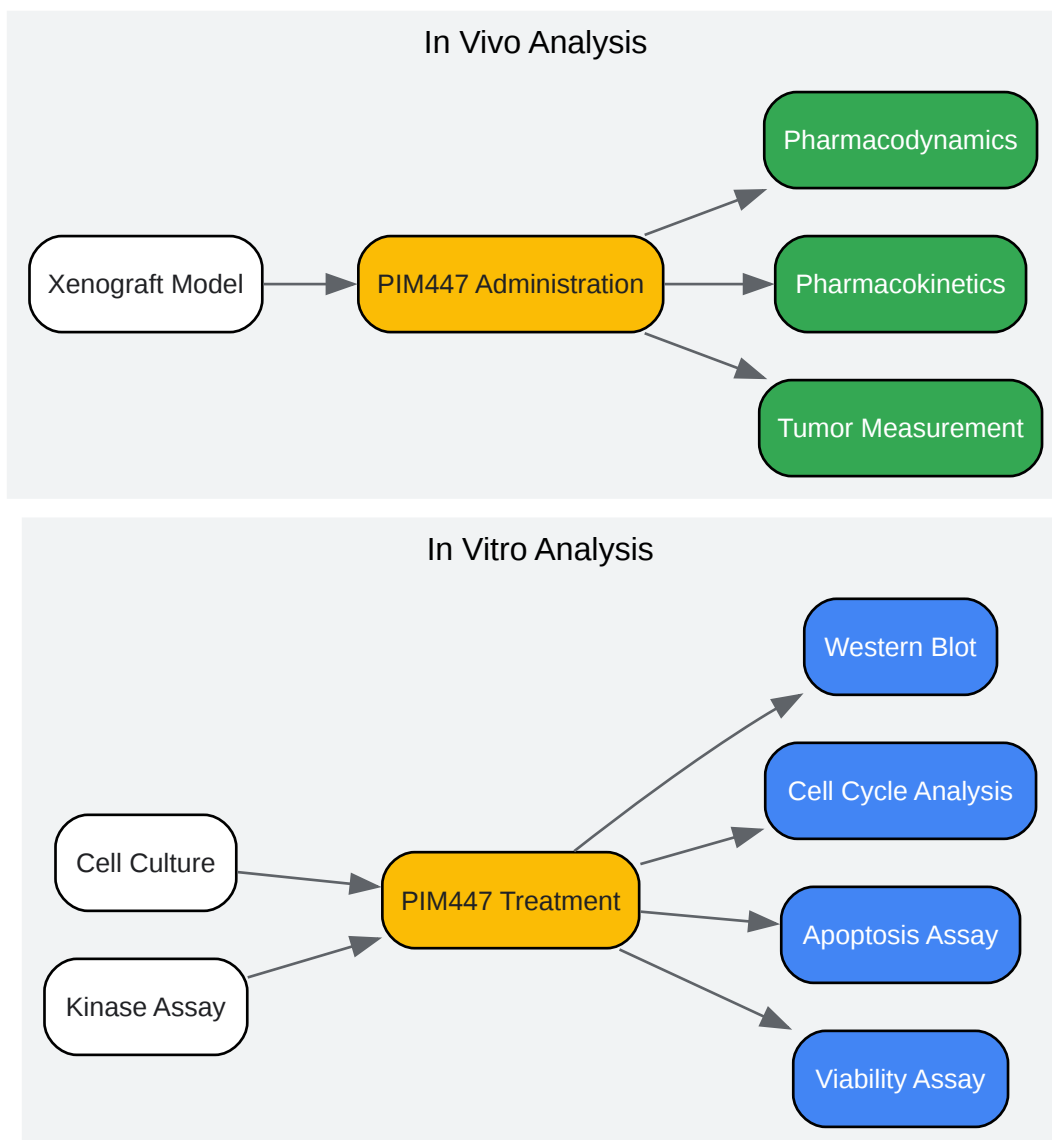 In Vivo Analysis
Pharmacodynamics
Xenograft Model
PIM447 Administration
Pharmacokinetics
Tumor Measurement
In Vitro Analysis
Western Blot
Cell Cycle Analysis
Cell Culture
PIM447 Treatment
Apoptosis Assay
Kinase Assay
Viability Assay